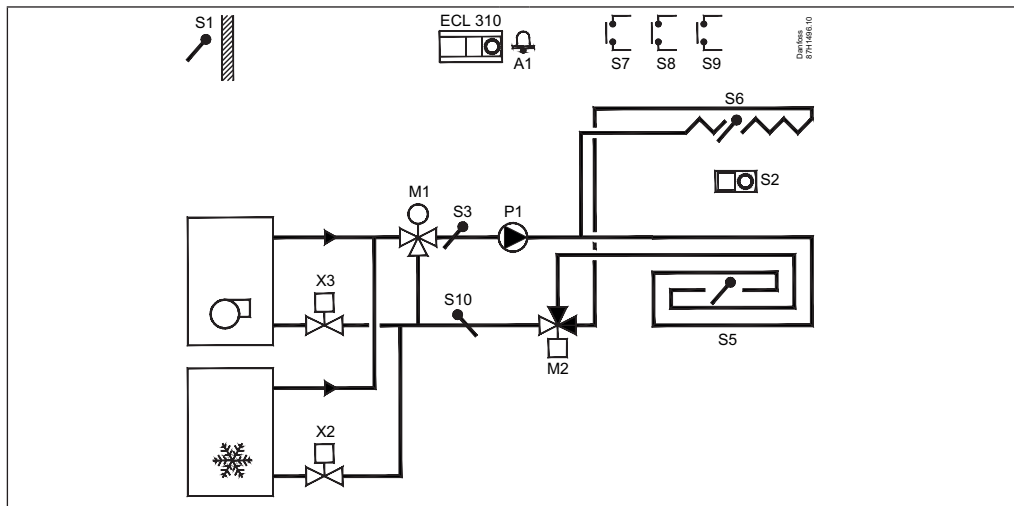 S1
ECL 310
A1
S7
S8
S9
Danfoss
87H1496.10
S6
S2
M1
S3
P1
X3
S10
M2
S5
X2